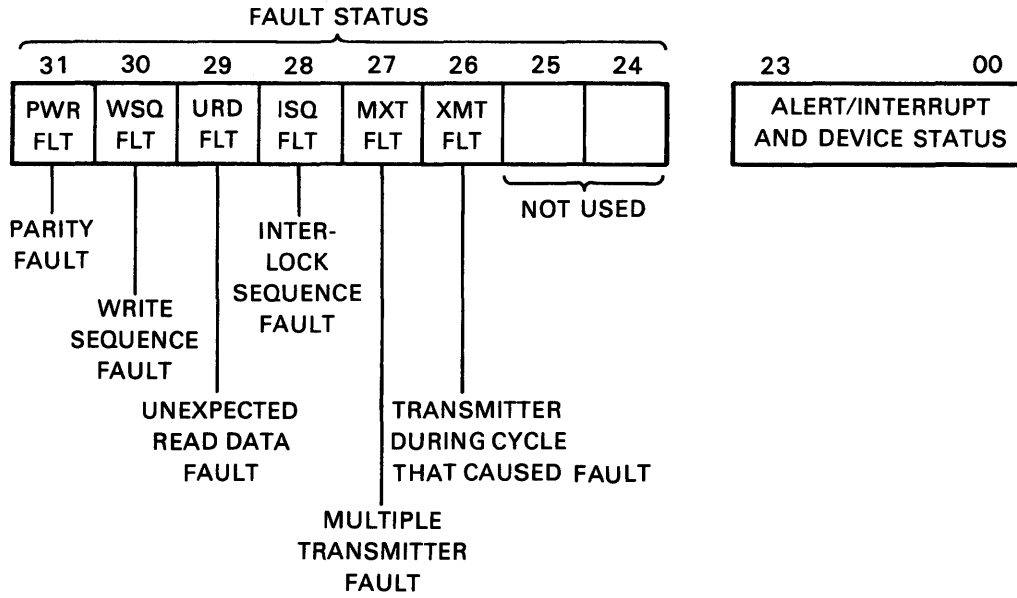 FAULT STATUS
31 30 29 28 27 26 25 24 23 00
PWR FLT
WSQ FLT
URD FLT
ISQ FLT
MXT FLT
XMT FLT
ALERT/INTERRUPT
AND DEVICE STATUS
NOT USED
PARITY
FAULT
INTER-
LOCK
SEQUENCE
FAULT
WRITE
SEQUENCE
FAULT
UNEXPECTED
READ DATA
FAULT
TRANSMITTER
DURING CYCLE
THAT CAUSED FAULT
MULTIPLE
TRANSMITTER
FAULT